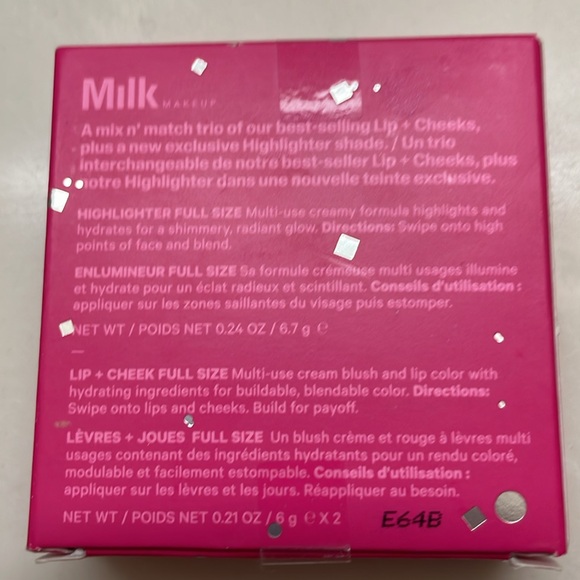 Milk MAKEUP
A mix n' match trio of our best-selling Lip + Cheeks,
plus a new exclusive Highlighter shade. / Un trio
interchangeable de notre best-seller Lip + Cheeks, plus
notre Highlighter dans une nouvelle teinte exclusive.
HIGHLIGHTER FULL SIZE Multi-use creamy formula highlights and
hydrates for a shimmery, radiant glow. Directions: Swipe onto high
points of face and blend.
ENLUMINEUR FULL SIZE Sa formule crémeuse multi usages illumine
et hydrate pour un éclat radieux et scintillant. Conseils d'utilisation :
appliquer sur les zones saillantes du visage puis estomper.
NET WT / POIDS NET 0.24 OZ / 6.7 g ℮
—
LIP + CHEEK FULL SIZE Multi-use cream blush and lip color with
hydrating ingredients for buildable, blendable color. Directions:
Swipe onto lips and cheeks. Build for payoff.
LÈVRES + JOUES FULL SIZE Un blush crème et rouge à lèvres multi
usages contenant des ingrédients hydratants pour un rendu coloré,
modulable et facilement estompable. Conseils d'utilisation :
appliquer sur les lèvres et les jours. Réappliquer au besoin.
NET WT / POIDS NET 0.21 OZ / 6 g ℮ X 2 E64B